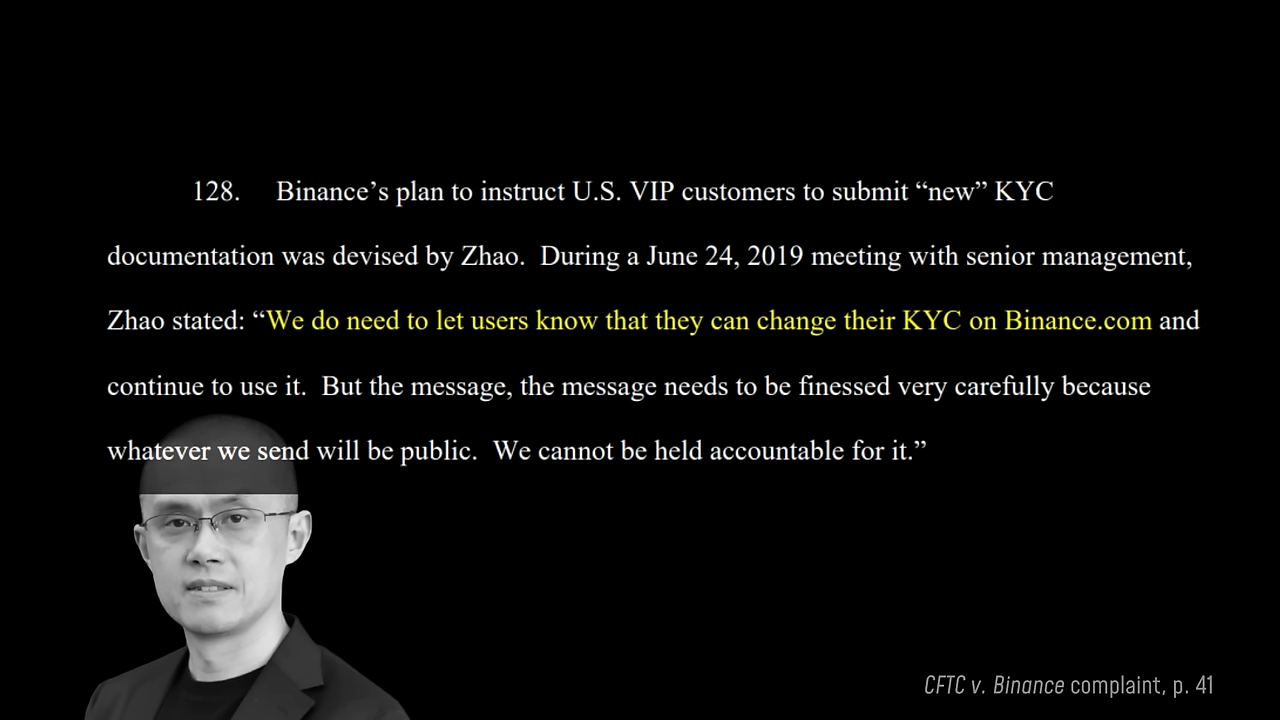 128. Binance’s plan to instruct U.S. VIP customers to submit “new” KYC
documentation was devised by Zhao. During a June 24, 2019 meeting with senior management,
Zhao stated: “We do need to let users know that they can change their KYC on Binance.com and
continue to use it. But the message, the message needs to be finessed very carefully because
whatever we send will be public. We cannot be held accountable for it.”
CFTC v. Binance complaint, p. 41